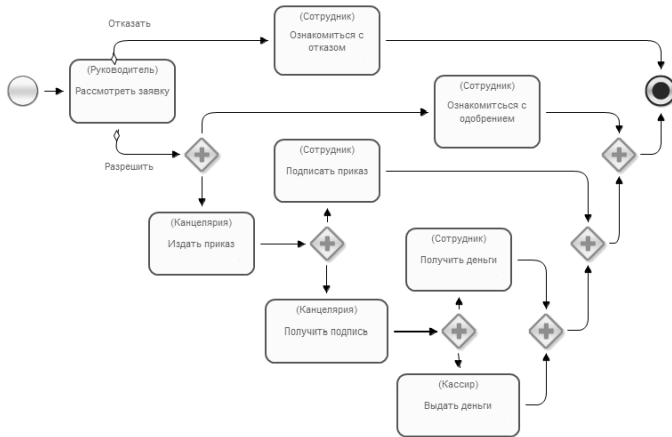 Отказать
(Сотрудник)
Ознакомиться с
отказом
(Руководитель)
Рассмотреть заявку
(Сотрудник)
Ознакомиться с
одобрением
Разрешить
(Сотрудник)
Подписать приказ
(Канцелярия)
Издать приказ
(Сотрудник)
Получить деньги
(Канцелярия)
Получить подпись
(Кассир)
Выдать деньги